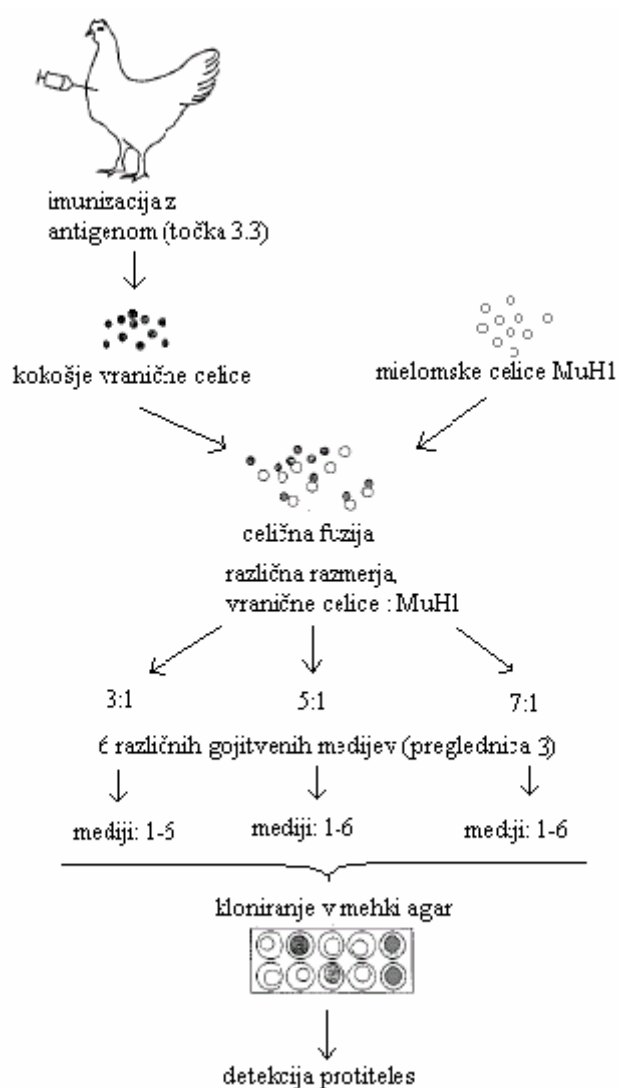 imunizacija z
antigenom (točka 3.3)
kokošje vranične celice
mielomske celice MuH1
celična fuzija
različna razmerja,
vranične celice : MuH1
3:1
5:1
7:1
6 različnih gojitvenih medijev (preglednica 3)
mediji: 1-6
mediji: 1-6
mediji: 1-6
kloniranje v mehki agar
detekcija protiteles